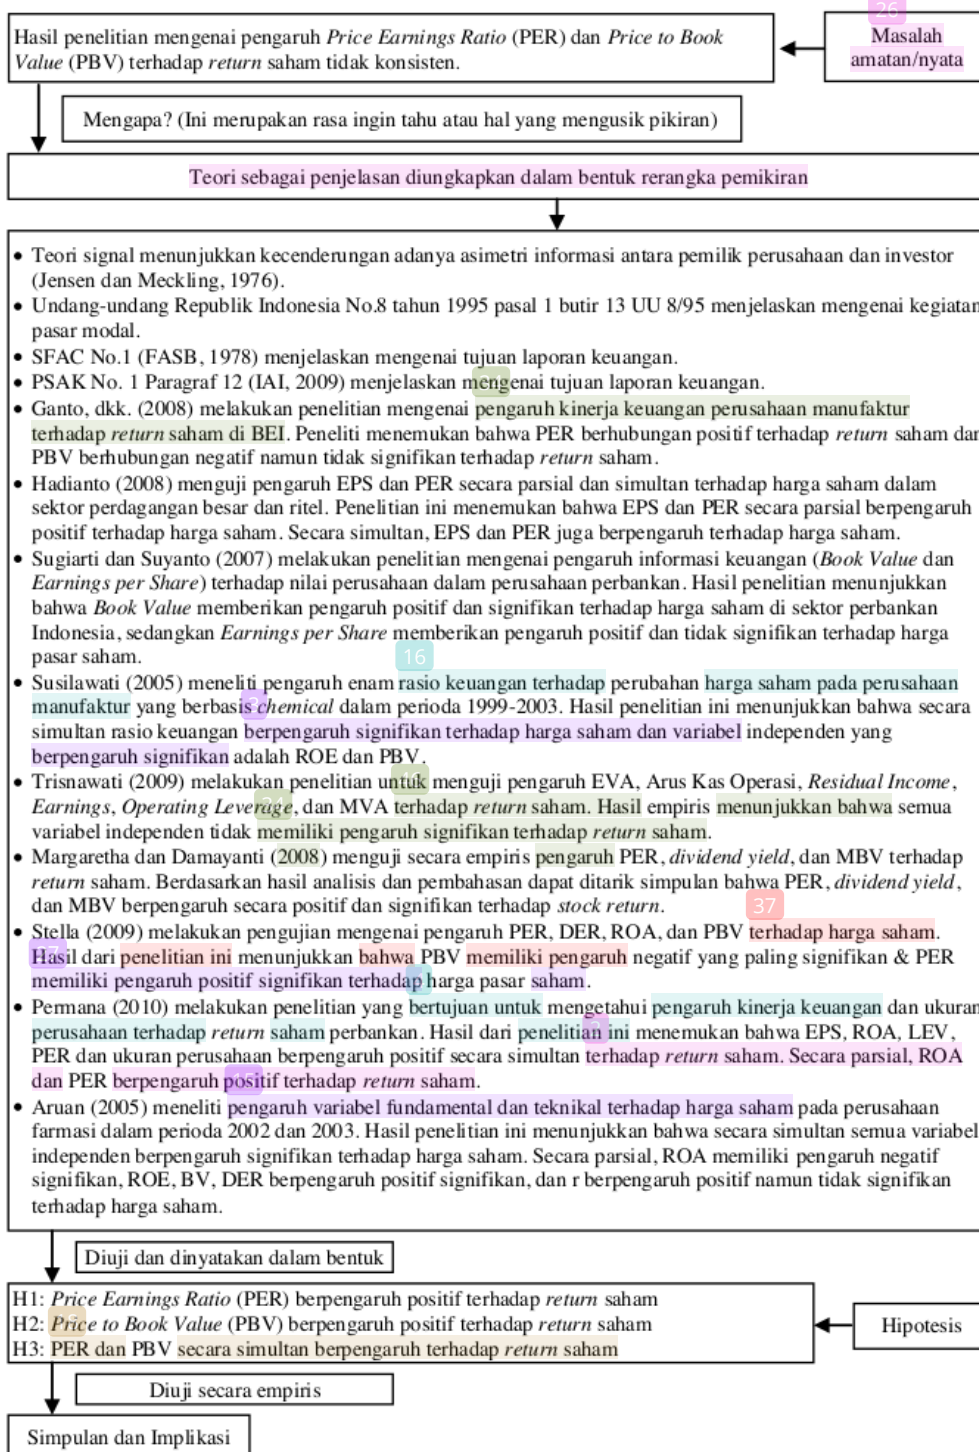 26
Hasil penelitian mengenai pengaruh Price Earnings Ratio (PER) dan Price to Book
Value (PBV) terhadap return saham tidak konsisten.
Masalah
amatan/nyata
Mengapa? (Ini merupakan rasa ingin tahu atau hal yang mengusik pikiran)
Teori sebagai penjelasan diungkapkan dalam bentuk rerangka pemikiran
• Teori signal menunjukkan kecenderungan adanya asimetri informasi antara pemilik perusahaan dan investor
(Jensen dan Meckling, 1976).
• Undang-undang Republik Indonesia No.8 tahun 1995 pasal 1 butir 13 UU 8/95 menjelaskan mengenai kegiatan
pasar modal.
• SFAC No.1 (FASB, 1978) menjelaskan mengenai tujuan laporan keuangan.
• PSAK No. 1 Paragraf 12 (IAI, 2009) menjelaskan mengenai tujuan laporan keuangan.
• Ganto, dkk. (2008) melakukan penelitian mengenai pengaruh kinerja keuangan perusahaan manufaktur
terhadap return saham di BEI. Peneliti menemukan bahwa PER berhubungan positif terhadap return saham dan
PBV berhubungan negatif namun tidak signifikan terhadap return saham.
• Hadianto (2008) menguji pengaruh EPS dan PER secara parsial dan simultan terhadap harga saham dalam
sektor perdagangan besar dan ritel. Penelitian ini menemukan bahwa EPS dan PER secara parsial berpengaruh
positif terhadap harga saham. Secara simultan, EPS dan PER juga berpengaruh terhadap harga saham.
• Sugiarti dan Suyanto (2007) melakukan penelitian mengenai pengaruh informasi keuangan (Book Value dan
Earnings per Share) terhadap nilai perusahaan dalam perusahaan perbankan. Hasil penelitian menunjukkan
bahwa Book Value memberikan pengaruh positif dan signifikan terhadap harga saham di sektor perbankan
Indonesia, sedangkan Earnings per Share memberikan pengaruh positif dan tidak signifikan terhadap harga
pasar saham.
16
• Susilawati (2005) meneliti pengaruh enam rasio keuangan terhadap perubahan harga saham pada perusahaan
manufaktur yang berbasis chemical dalam perioda 1999-2003. Hasil penelitian ini menunjukkan bahwa secara
simultan rasio keuangan berpengaruh signifikan terhadap harga saham dan variabel independen yang
berpengaruh signifikan adalah ROE dan PBV.
• Trisnawati (2009) melakukan penelitian untuk menguji pengaruh EVA, Arus Kas Operasi, Residual Income,
Earnings, Operating Leverage, dan MVA terhadap return saham. Hasil empiris menunjukkan bahwa semua
variabel independen tidak memiliki pengaruh signifikan terhadap return saham.
• Margaretha dan Damayanti (2008) menguji secara empiris pengaruh PER, dividend yield, dan MBV terhadap
return saham. Berdasarkan hasil analisis dan pembahasan dapat ditarik simpulan bahwa PER, dividend yield,
dan MBV berpengaruh secara positif dan signifikan terhadap stock return.
37
• Stella (2009) melakukan pengujian mengenai pengaruh PER, DER, ROA, dan PBV terhadap harga saham.
Hasil dari penelitian ini menunjukkan bahwa PBV memiliki pengaruh negatif yang paling signifikan & PER
memiliki pengaruh positif signifikan terhadap harga pasar saham.
• Permana (2010) melakukan penelitian yang bertujuan untuk mengetahui pengaruh kinerja keuangan dan ukuran
perusahaan terhadap return saham perbankan. Hasil dari penelitian ini menemukan bahwa EPS, ROA, LEV,
PER dan ukuran perusahaan berpengaruh positif secara simultan terhadap return saham. Secara parsial, ROA
dan PER berpengaruh positif terhadap return saham.
• Aruan (2005) meneliti pengaruh variabel fundamental dan teknikal terhadap harga saham pada perusahaan
farmasi dalam perioda 2002 dan 2003. Hasil penelitian ini menunjukkan bahwa secara simultan semua variabel
independen berpengaruh signifikan terhadap harga saham. Secara parsial, ROA memiliki pengaruh negatif
signifikan, ROE, BV, DER berpengaruh positif signifikan, dan r berpengaruh positif namun tidak signifikan
terhadap harga saham.
Diuji dan dinyatakan dalam bentuk
H1: Price Earnings Ratio (PER) berpengaruh positif terhadap return saham
H2: Price to Book Value (PBV) berpengaruh positif terhadap return saham
H3: PER dan PBV secara simultan berpengaruh terhadap return saham
Hipotesis
Diuji secara empiris
Simpulan dan Implikasi